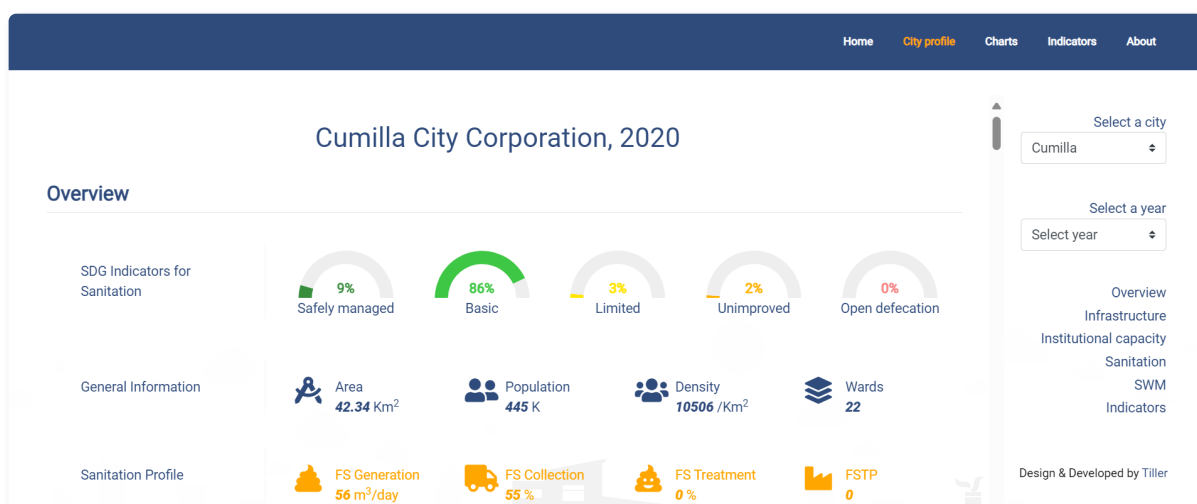 Home City profile Charts Indicators About
Cumilla City Corporation, 2020
Overview
SDG Indicators for
Sanitation
9%
Safely managed
86%
Basic
3%
Limited
2%
Unimproved
0%
Open defecation
General Information
Area
42.34 Km²
Population
445 K
Density
10506 /Km²
Wards
22
Sanitation Profile
FS Generation
56 m³/day
FS Collection
55 %
FS Treatment
0 %
FSTP
0
Select a city
Cumilla
Select a year
Select year
Overview
Infrastructure
Institutional capacity
Sanitation
SWM
Indicators
Design & Developed by Tiller